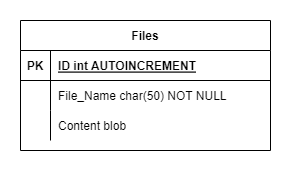 Files
PK ID int AUTOINCREMENT
File_Name char(50) NOT NULL
Content blob